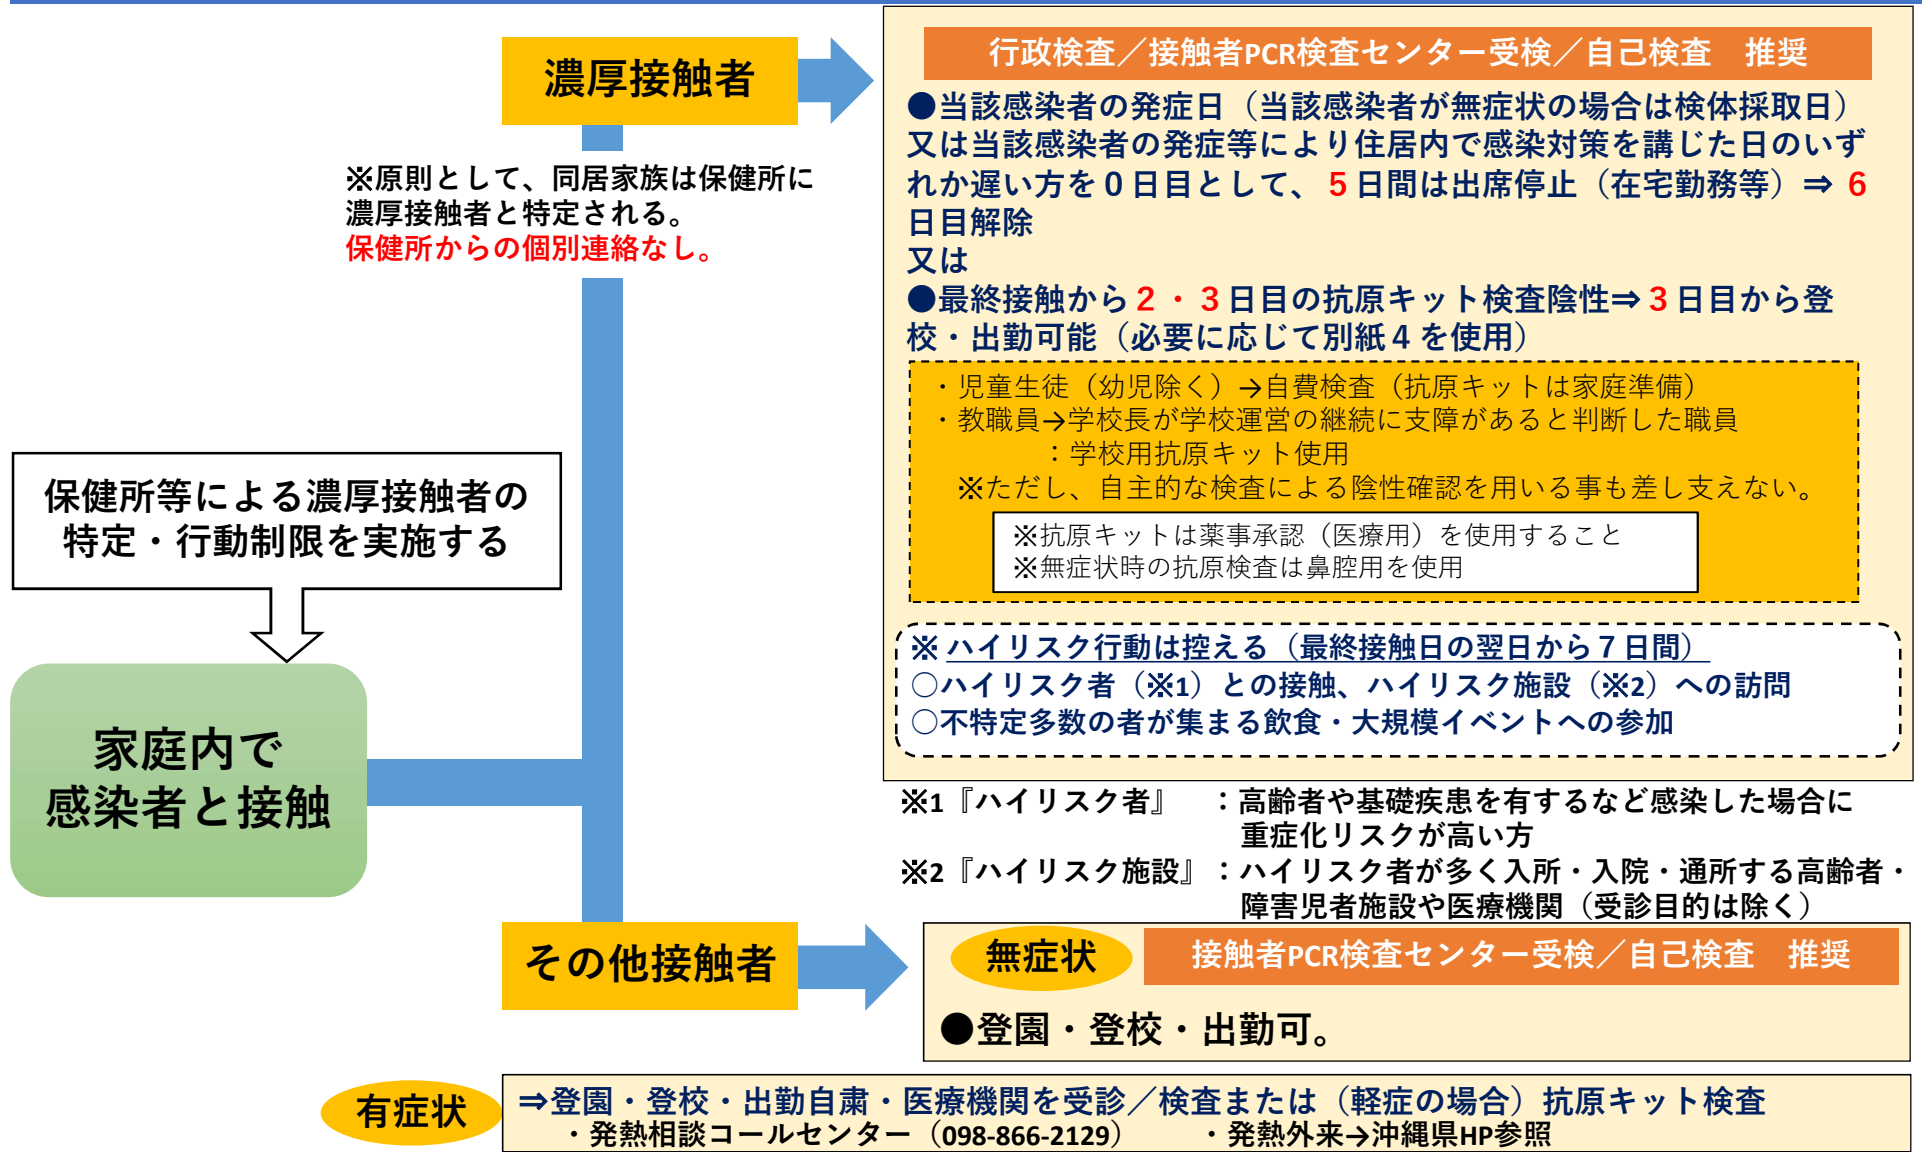 濃厚接触者
※原則として、同居家族は保健所に
濃厚接触者と特定される。
保健所からの個別連絡なし。
保健所等による濃厚接触者の
特定・行動制限を実施する
家庭内で
感染者と接触
行政検査／接触者PCR検査センター受検／自己検査　推奨
●当該感染者の発症日（当該感染者が無症状の場合は検体採取日）
又は当該感染者の発症等により住居内で感染対策を講じた日のいず
れか遅い方を０日目として、５日間は出席停止（在宅勤務等）⇒ ６
日目解除
又は
●最終接触から２・３日目の抗原キット検査陰性⇒３日目から登
校・出勤可能（必要に応じて別紙４を使用）
・児童生徒（幼児除く）→自費検査（抗原キットは家庭準備）
・教職員→学校長が学校運営の継続に支障があると判断した職員
：学校用抗原キット使用
※ただし、自主的な検査による陰性確認を用いる事も差し支えない。
※抗原キットは薬事承認（医療用）を使用すること
※無症状時の抗原検査は鼻腔用を使用
※ ハイリスク行動は控える（最終接触日の翌日から７日間）
○ハイリスク者（※1）との接触、ハイリスク施設（※2）への訪問
○不特定多数の者が集まる飲食・大規模イベントへの参加
※1『ハイリスク者』　：高齢者や基礎疾患を有するなど感染した場合に
重症化リスクが高い方
※2『ハイリスク施設』：ハイリスク者が多く入所・入院・通所する高齢者・
障害児者施設や医療機関（受診目的は除く）
その他接触者
無症状
接触者PCR検査センター受検／自己検査　推奨
●登園・登校・出勤可。
有症状
⇒登園・登校・出勤自粛・医療機関を受診／検査または（軽症の場合）抗原キット検査
・発熱相談コールセンター（098-866-2129）　　・発熱外来→沖縄県HP参照